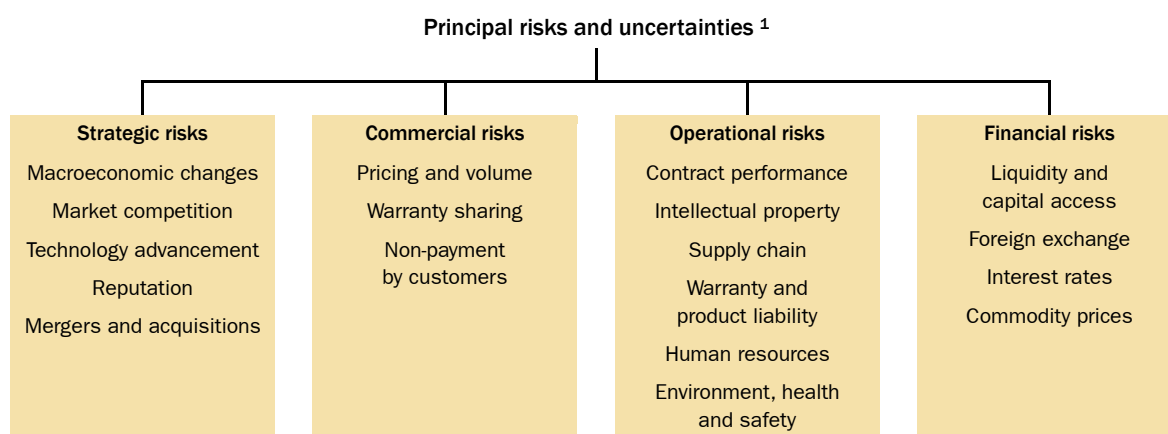 Principal risks and uncertainties 1
Strategic risks
Macroeconomic changes
Market competition
Technology advancement
Reputation
Mergers and acquisitions
Commercial risks
Pricing and volume
Warranty sharing
Non-payment
by customers
Operational risks
Contract performance
Intellectual property
Supply chain
Warranty and
product liability
Human resources
Environment, health
and safety
Financial risks
Liquidity and
capital access
Foreign exchange
Interest rates
Commodity prices